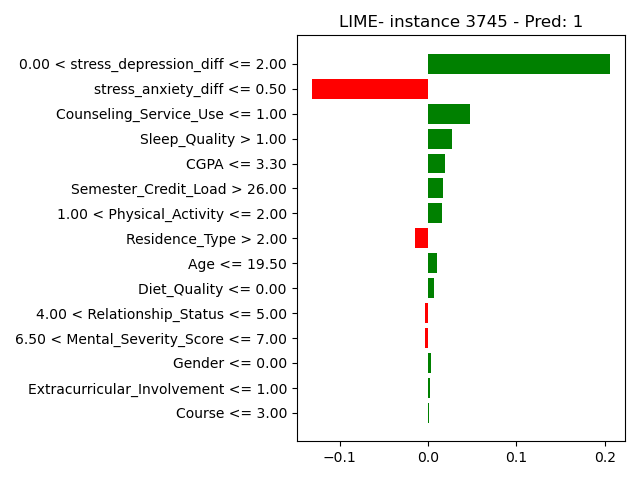 LIME- instance 3745 - Pred: 1
0.00 < stress_depression_diff <= 2.00
stress_anxiety_diff <= 0.50
Counseling_Service_Use <= 1.00
Sleep_Quality > 1.00
CGPA <= 3.30
Semester_Credit_Load > 26.00
1.00 < Physical_Activity <= 2.00
Residence_Type > 2.00
Age <= 19.50
Diet_Quality <= 0.00
4.00 < Relationship_Status <= 5.00
6.50 < Mental_Severity_Score <= 7.00
Gender <= 0.00
Extracurricular_Involvement <= 1.00
Course <= 3.00
−0.1 0.0 0.1 0.2